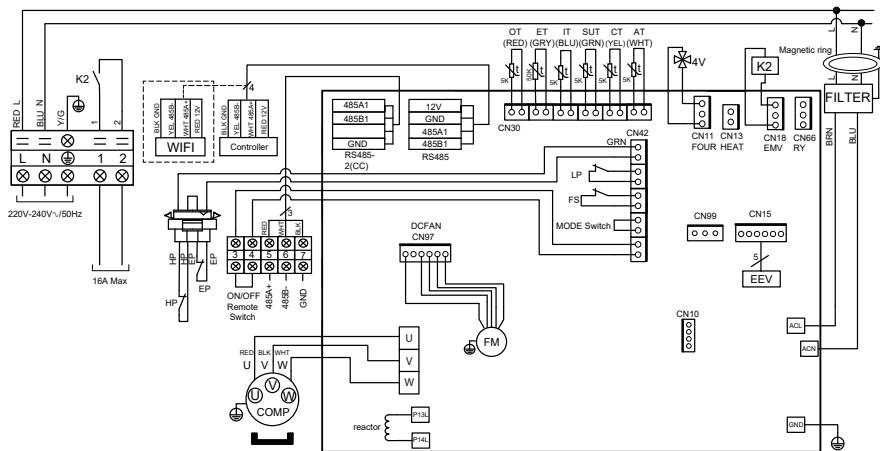 OT ET IT SUT CT AT
(RED) (GRY) (BLU) (GRN) (YEL) (WHT)
5K 50K 5K 5K 5K 5K
t t t t t t
CN30
4V
K2
L N
Magnetic ring
L N
FILTER
BRN BLU
CN11
FOUR
CN13
HEAT
CN18
EMV
CN66
RY
K2
RED L
BLU N
Y/G
1
2
L N 1 2
220V-240V~/50Hz
16A Max
4
BLK GND
YEL 485B-
WHT 485A+
RED 12V
WIFI
BLK GND
YEL 485B-
WHT 485A+
RED 12V
Controller
485A1
485B1
GND
RS485-
2(CC)
12V
GND
485A1
485B1
RS485
CN42
GRN
LP
FS
MODE Switch
HP HP EP EP
HP
EP
3
RED WHT BLK
3 4 5 6 7
ON/OFF
Remote
Switch
485A+
485B-
GND
DCFAN
CN97
FM
CN99
CN15
5
EEV
CN10
ACL
ACN
GND
RED BLK WHT
U V W
U
V
W
U V W
COMP
reactor
P13L
P14L